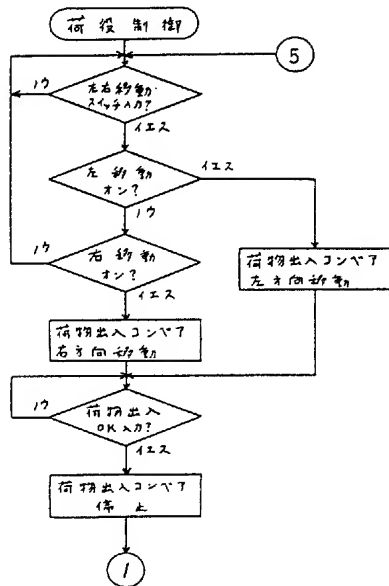 荷役制御
5
左右移動
スイッチ入力?
ノウ
イエス
左移動
オン?
イエス
ノウ
右移動
オン?
ノウ
イエス
荷物出入コンベア
左方向移動
荷物出入コンベア
右方向移動
荷物出入
OK入力?
ノウ
イエス
荷物出入コンベア
停止
1